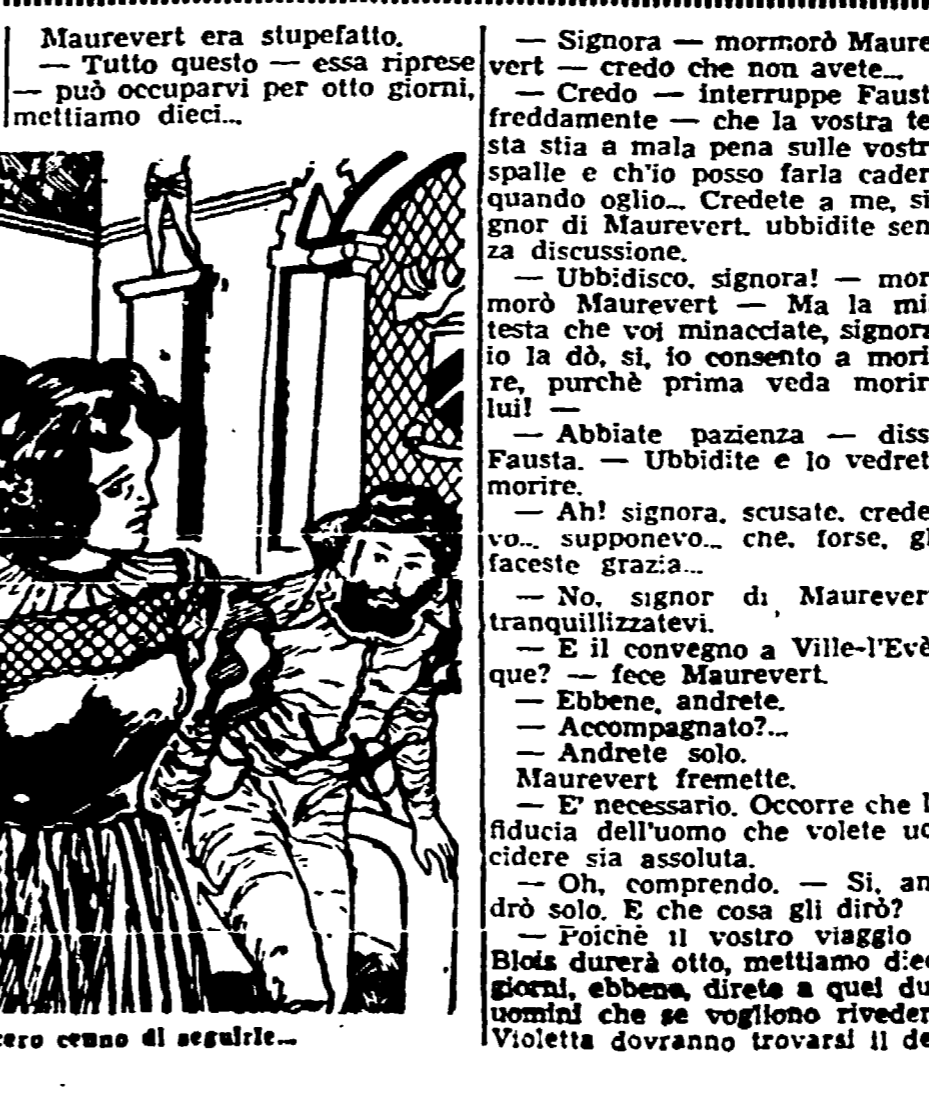 Maurevert era stupefatto.
— Tutto questo — essa riprese
— può occuparvi per otto giorni,
mettiamo dieci...
cenno di seguirle...
— Signora — mormorò Maure
vert — credo che non avete...
— Credo — interruppe Faust
freddamente — che la vostra te
sta stia a mala pena sulle vostr
spalle e ch'io posso farla cader
quando oglio... Credete a me, si
gnor di Maurevert. ubbidite sen
za discussione.
— Ubbidisco, signora! — mor
morò Maurevert — Ma la mi
testa che voi minacciate, signora
io la dò, si, io consento a mori
re, purchè prima veda morir
lui! —
— Abbiate pazienza — diss
Fausta. — Ubbidite e lo vedret
morire.
— Ah! signora. scusate. crede
vo... supponevo... che, forse, gl
faceste grazia...
— No, signor di Maurever
tranquillizzatevi.
— E il convegno a Ville-l'Evè
que? — fece Maurevert.
— Ebbene, andrete.
— Accompagnato?...
— Andrete solo.
Maurevert fremette.
— E' necessario. Occorre che l
fiducia dell'uomo che volete uc
cidere sia assoluta.
— Oh, comprendo. — Si, an
drò solo. E che cosa gli dirò?
— Poichè il vostro viaggio
Blois durerà otto, mettiamo diec
giorni, ebbene, direte a quei du
uomini che se vogliono riveder
Violetta dovranno trovarsi il de